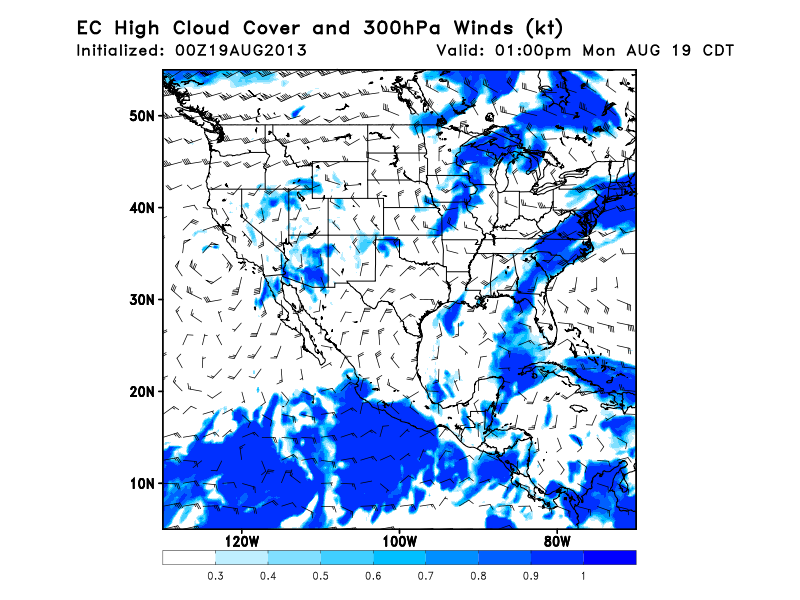 EC High Cloud Cover and 300hPa Winds (kt)
Initialized: 00Z19AUG2013 Valid: 01:00pm Mon AUG 19 CDT
50N
40N
30N
20N
10N
120W 100W 80W
0.3 0.4 0.5 0.6 0.7 0.8 0.9 1